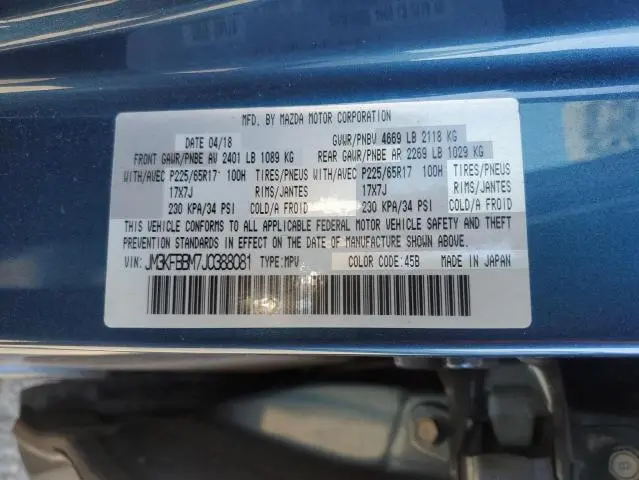 MFD. BY MAZDA MOTOR CORPORATION
DATE 04/18 GVWR/PNBV 4669 LB 2118 KG
FRONT GAWR/PNBE AV 2401 LB 1089 KG REAR GAWR/PNBE AR 2269 LB 1029 KG
WITH/AVEC P225/65R17 100H TIRES/PNEUS WITH/AVEC P225/65R17 100H TIRES/PNEUS
17X7J RIMS/JANTES 17X7J RIMS/JANTES
230 KPA/34 PSI COLD/A FROID 230 KPA/34 PSI COLD/A FROID
THIS VEHICLE CONFORMS TO ALL APPLICABLE FEDERAL MOTOR VEHICLE SAFETY AND THEFT
PREVENTION STANDARDS IN EFFECT ON THE DATE OF MANUFACTURE SHOWN ABOVE.
VIN: JM3KFBBM7J0388081 TYPE:MPV COLOR CODE:45B MADE IN JAPAN